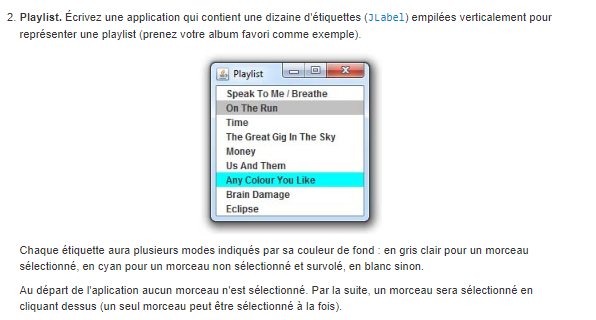 2. Playlist. Écrivez une application qui contient une dizaine d'étiquettes (JLabel) empilées verticalement pour
représenter une playlist (prenez votre album favori comme exemple).
Playlist
Speak To Me / Breathe
On The Run
Time
The Great Gig In The Sky
Money
Us And Them
Any Colour You Like
Brain Damage
Eclipse
Chaque étiquette aura plusieurs modes indiqués par sa couleur de fond : en gris clair pour un morceau
sélectionné, en cyan pour un morceau non sélectionné et survolé, en blanc sinon.
Au départ de l'aplication aucun morceau n'est sélectionné. Par la suite, un morceau sera sélectionné en
cliquant dessus (un seul morceau peut être sélectionné à la fois).